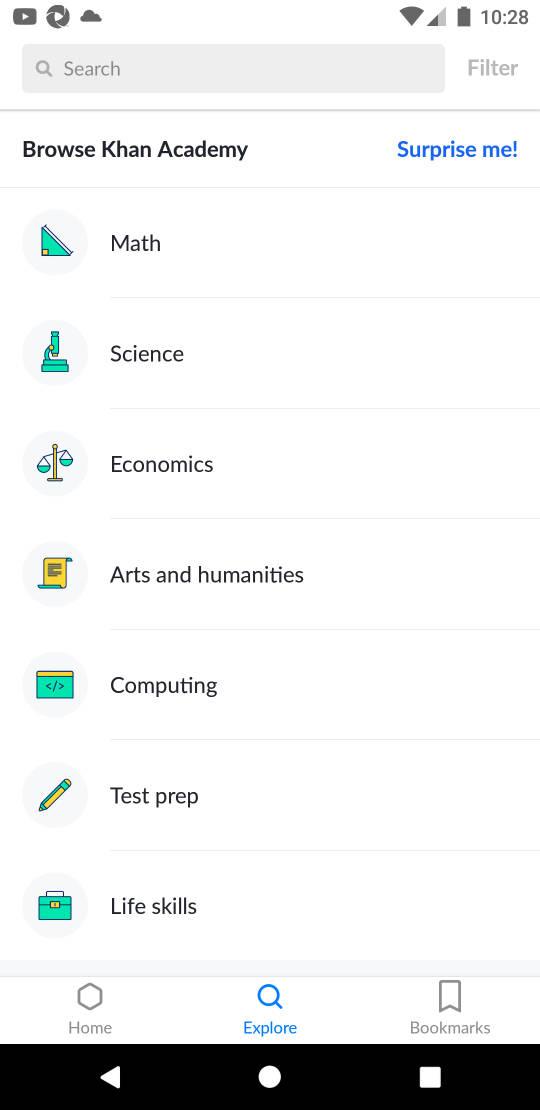 10:28
Search
Filter
Browse Khan Academy
Surprise me!
Math
Science
Economics
Arts and humanities
Computing
</>
Test prep
Life skills
Home
Explore
Bookmarks